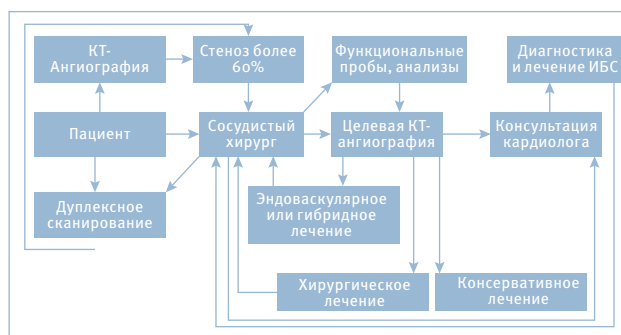 КТ-
Ангиография
Стеноз более
60%
Функциональные
пробы, анализы
Диагностика
и лечение ИБС
Пациент
Сосудистый
хирург
Целевая КТ-
ангиография
Консультация
кардиолога
Дуплексное
сканирование
Эндоваскулярное
или гибридное
лечение
Хирургическое
лечение
Консервативное
лечение